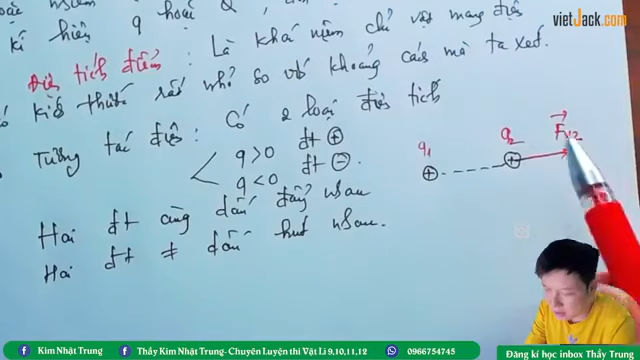 kí hiệu q hoặc Q,
vietJack.com
Điện tích điểm: Là khái niệm chỉ vật mang điện
có kích thước rất nhỏ so với khoảng cách mà ta xét.
Tương tác điện: Có 2 loại điện tích
q>0 đt ⊕
q<0 đt ⊖
q1 q2 F12
⊕ ⊕
Hai đt cùng dấu đẩy nhau
Hai đt ≠ dấu hút nhau.
Kim Nhật Trung
Thầy Kim Nhật Trung- Chuyên Luyện thi Vật Lí 9,10,11,12
0966754745
Đăng kí học inbox Thầy Trung